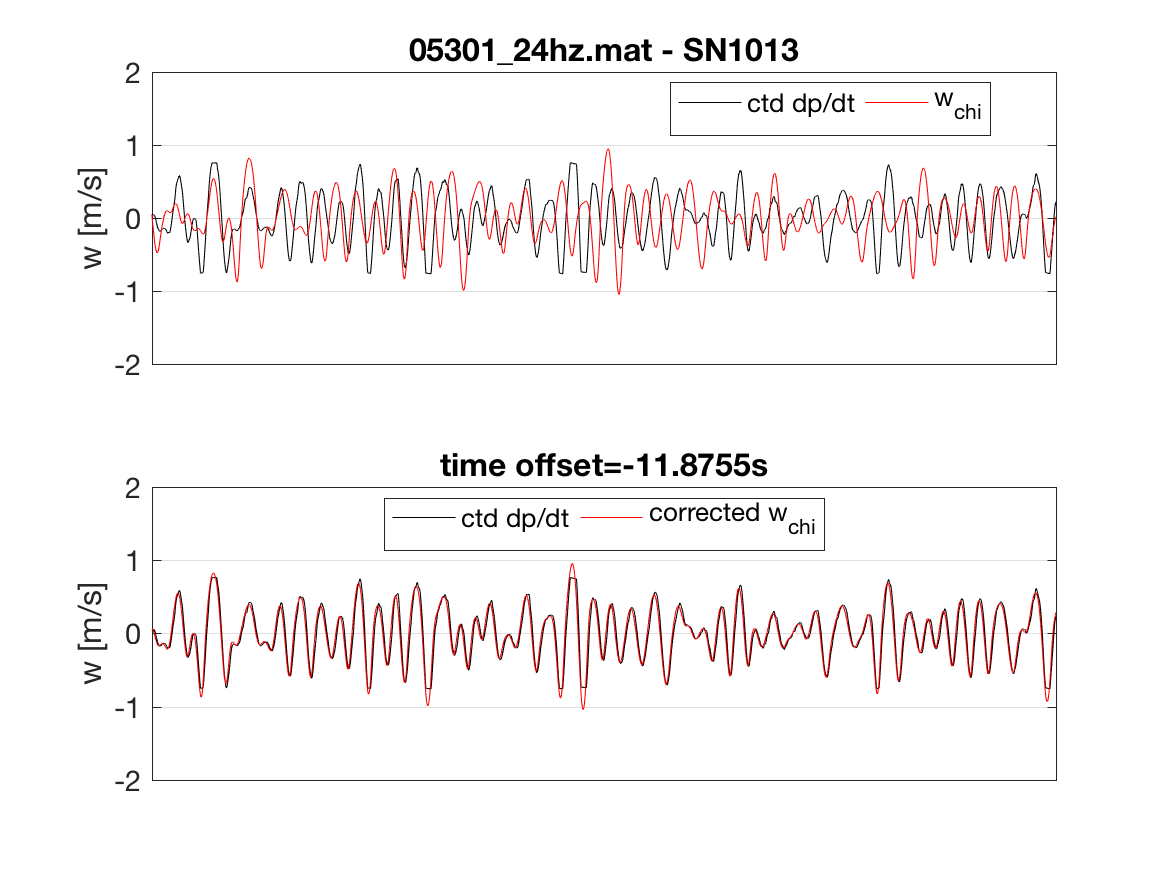 05301_24hz.mat - SN1013
ctd dp/dt w_chi
2
1
0
-1
-2
w [m/s]
time offset=-11.8755s
ctd dp/dt corrected w_chi
2
1
0
-1
-2
w [m/s]